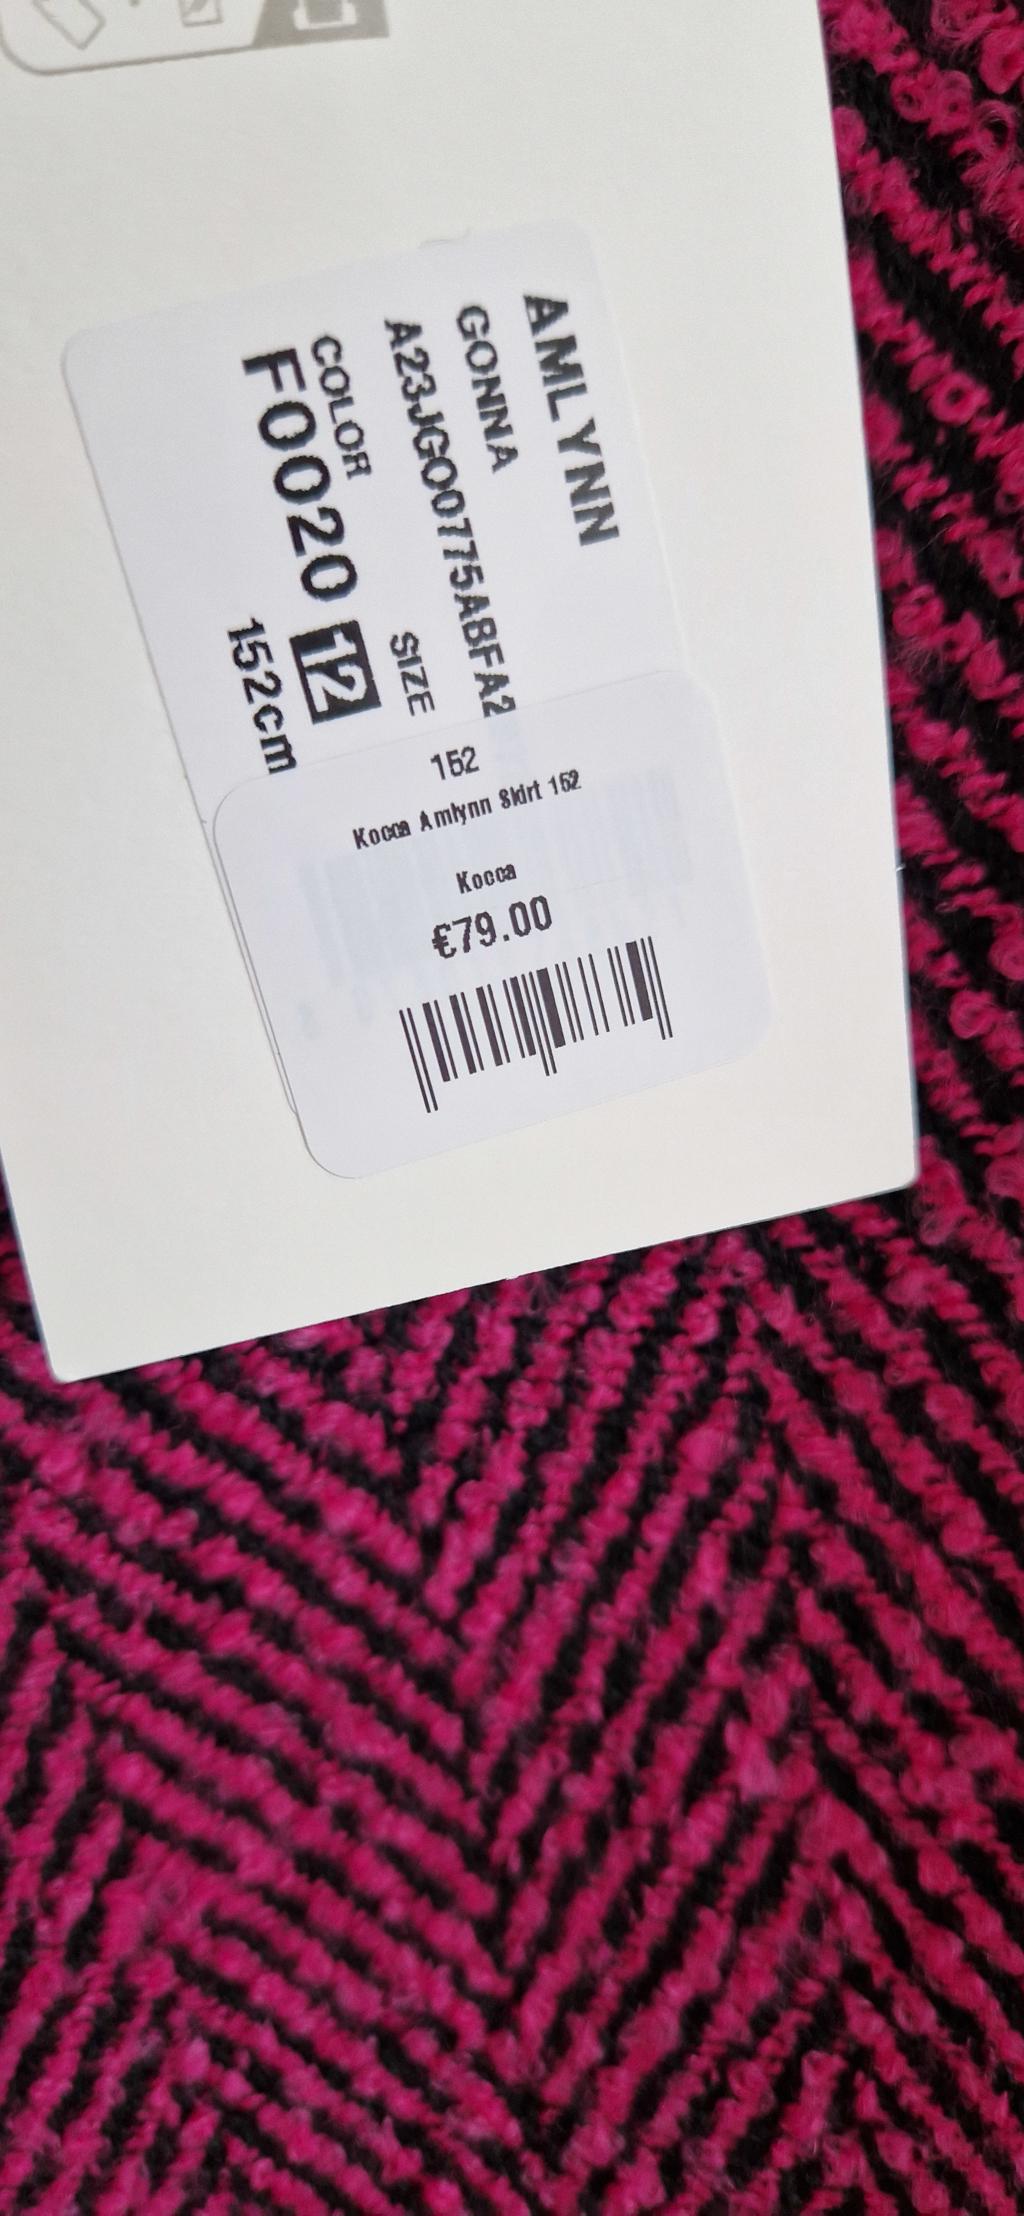 AMLYNN
GONNA
A23JGO0775ABFA2
COLOR SIZE
F0020 12
152cm
152
Kocca Amlynn Skirt 152
Kocca
€79.00